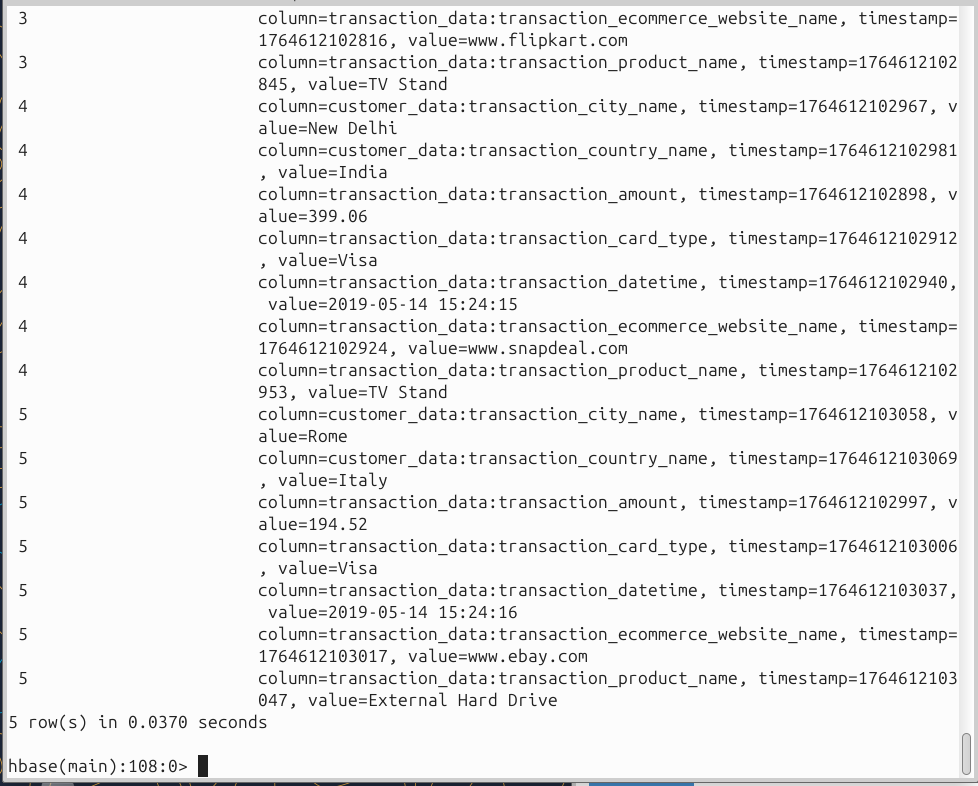 3 column=transaction_data:transaction_ecommerce_website_name, timestamp=
1764612102816, value=www.flipkart.com
3 column=transaction_data:transaction_product_name, timestamp=1764612102
845, value=TV Stand
4 column=customer_data:transaction_city_name, timestamp=1764612102967, v
alue=New Delhi
4 column=customer_data:transaction_country_name, timestamp=1764612102981
, value=India
4 column=transaction_data:transaction_amount, timestamp=1764612102898, v
alue=399.06
4 column=transaction_data:transaction_card_type, timestamp=1764612102912
, value=Visa
4 column=transaction_data:transaction_datetime, timestamp=1764612102940,
value=2019-05-14 15:24:15
4 column=transaction_data:transaction_ecommerce_website_name, timestamp=
1764612102924, value=www.snapdeal.com
4 column=transaction_data:transaction_product_name, timestamp=1764612102
953, value=TV Stand
5 column=customer_data:transaction_city_name, timestamp=1764612103058, v
alue=Rome
5 column=customer_data:transaction_country_name, timestamp=1764612103069
, value=Italy
5 column=transaction_data:transaction_amount, timestamp=1764612102997, v
alue=194.52
5 column=transaction_data:transaction_card_type, timestamp=1764612103006
, value=Visa
5 column=transaction_data:transaction_datetime, timestamp=1764612103037,
value=2019-05-14 15:24:16
5 column=transaction_data:transaction_ecommerce_website_name, timestamp=
1764612103017, value=www.ebay.com
5 column=transaction_data:transaction_product_name, timestamp=1764612103
047, value=External Hard Drive
5 row(s) in 0.0370 seconds
hbase(main):108:0>